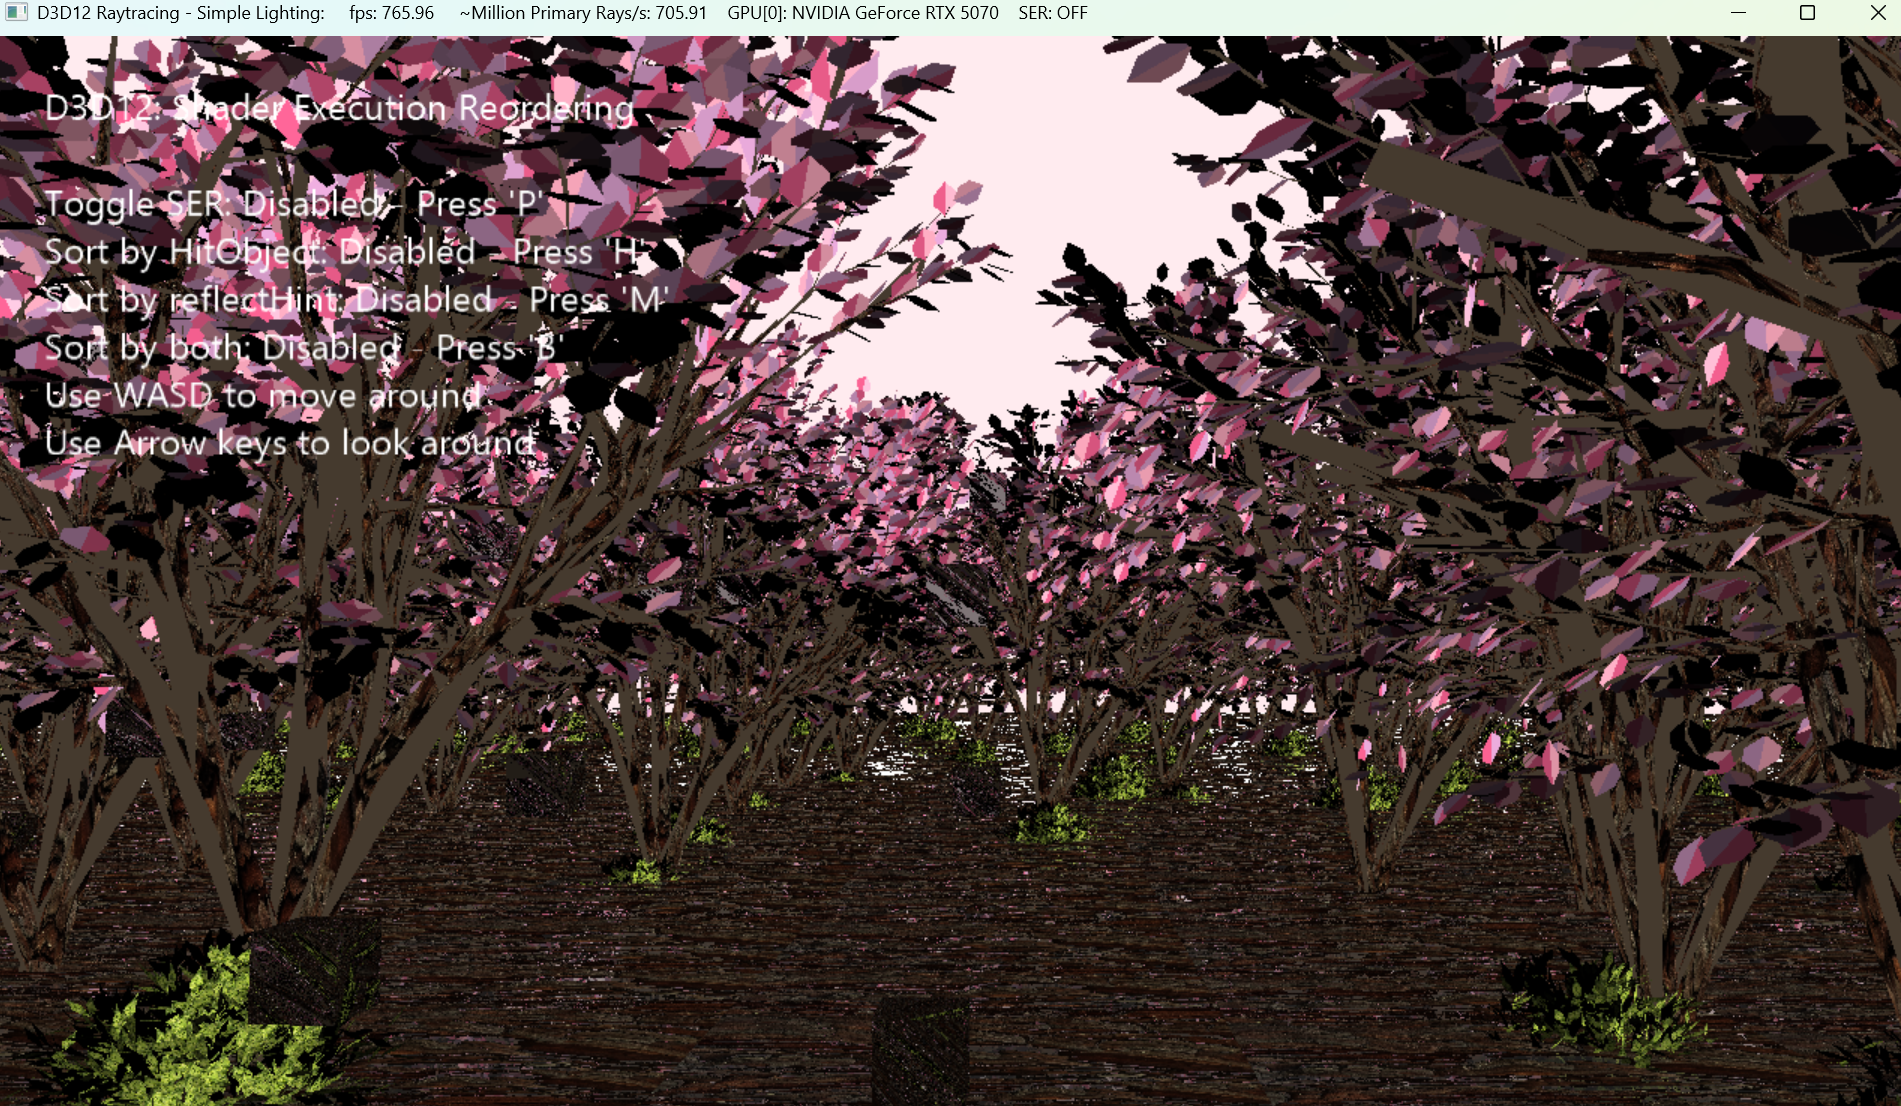 D3D12 Raytracing - Simple Lighting:     fps: 765.96     ~Million Primary Rays/s: 705.91    GPU[0]: NVIDIA GeForce RTX 5070    SER: OFF
D3D12: Shader Execution Reordering
Toggle SER: Disabled - Press 'P'
Sort by HitObject: Disabled - Press 'H'
Sort by reflectHint: Disabled - Press 'M'
Sort by both: Disabled - Press 'B'
Use WASD to move around
Use Arrow keys to look around